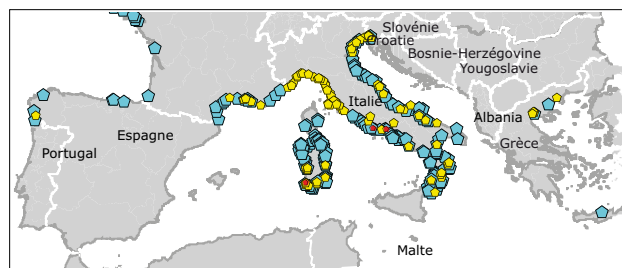 Slovénie
Croatie
Bosnie-Herzégovine
Yougoslavie
Italie
Albania
Espagne
Grèce
Portugal
Malte